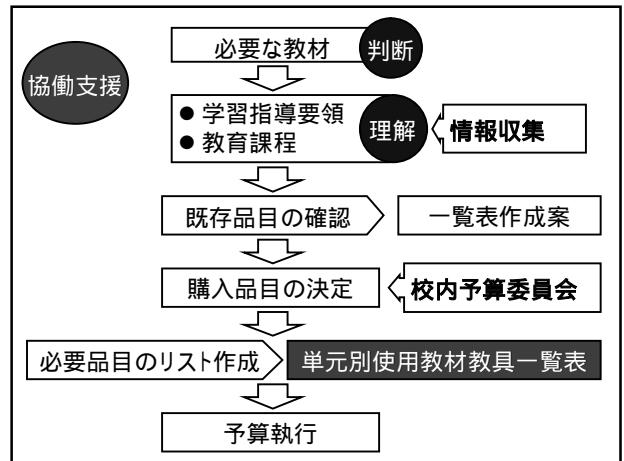 必要な教材
判断
協働支援
● 学習指導要領
● 教育課程
理解
情報収集
既存品目の確認
一覧表作成案
購入品目の決定
校内予算委員会
必要品目のリスト作成
単元別使用教材教具一覧表
予算執行